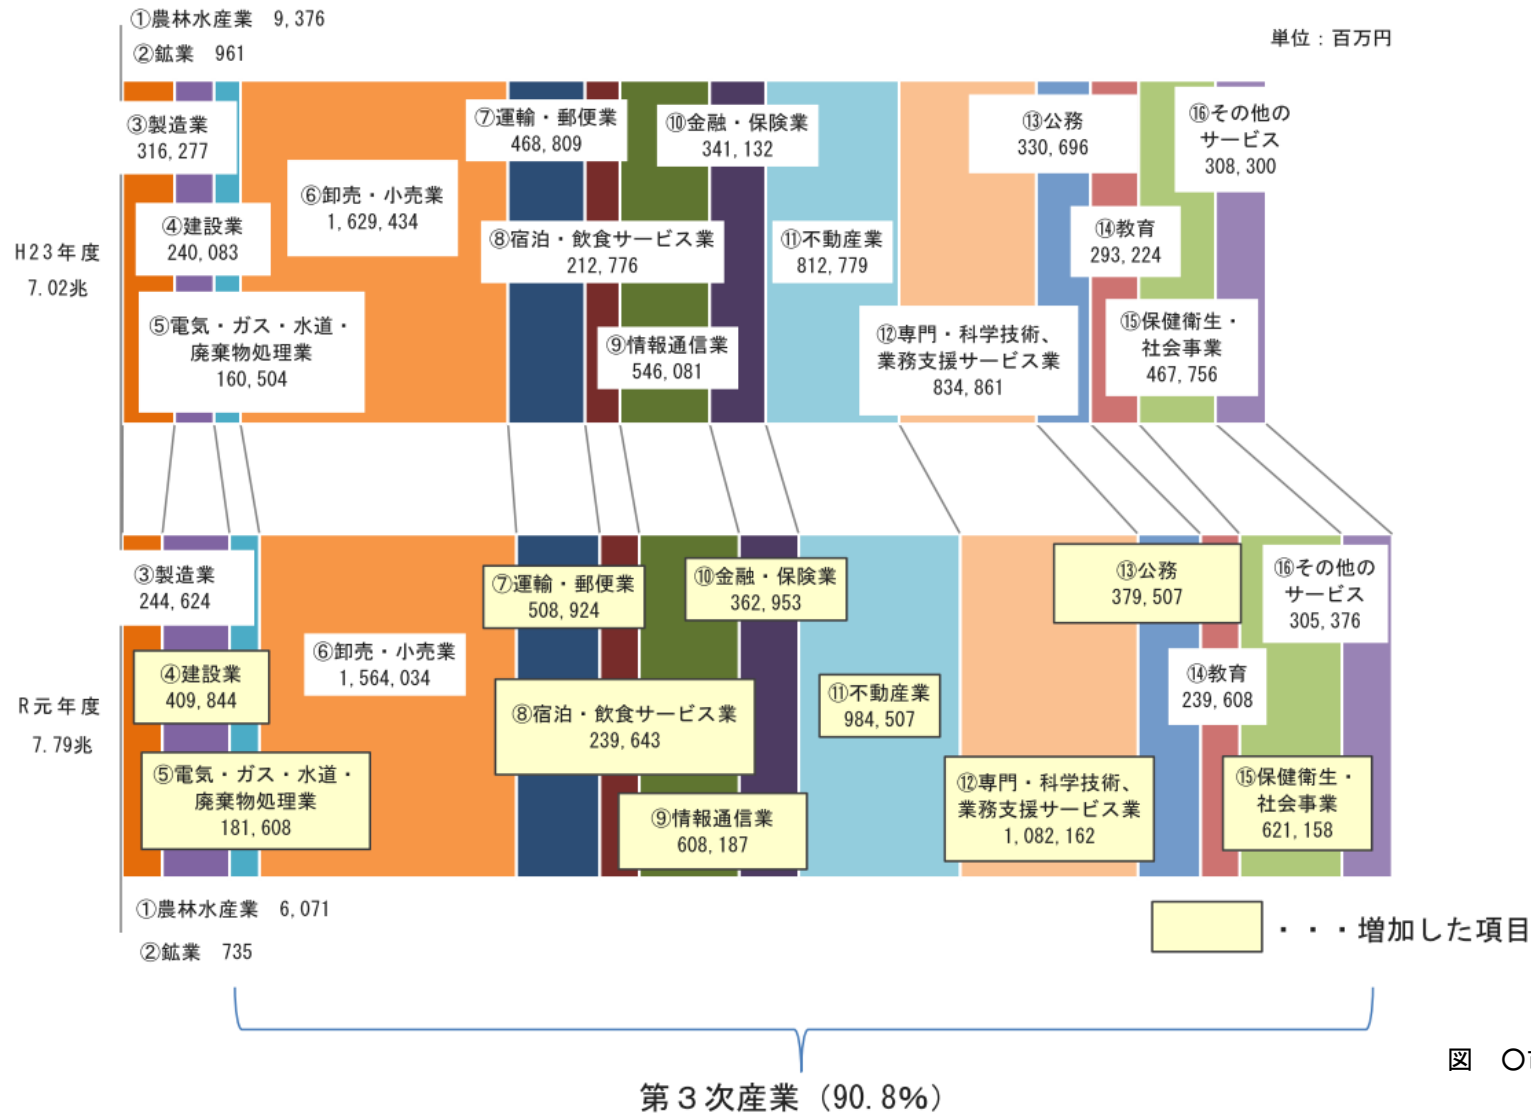 ①農林水産業　9,376
②鉱業　961
単位：百万円
③製造業
316,277
④建設業
240,083
⑤電気・ガス・水道・
廃棄物処理業
160,504
⑥卸売・小売業
1,629,434
⑦運輸・郵便業
468,809
⑧宿泊・飲食サービス業
212,776
⑨情報通信業
546,081
⑩金融・保険業
341,132
⑪不動産業
812,779
⑫専門・科学技術、
業務支援サービス業
834,861
⑬公務
330,696
⑭教育
293,224
⑮保健衛生・
社会事業
467,756
⑯その他の
サービス
308,300
H23年度
7.02兆
③製造業
244,624
④建設業
409,844
⑤電気・ガス・水道・
廃棄物処理業
181,608
⑥卸売・小売業
1,564,034
⑦運輸・郵便業
508,924
⑧宿泊・飲食サービス業
239,643
⑨情報通信業
608,187
⑩金融・保険業
362,953
⑪不動産業
984,507
⑫専門・科学技術、
業務支援サービス業
1,082,162
⑬公務
379,507
⑭教育
239,608
⑮保健衛生・
社会事業
621,158
⑯その他の
サービス
305,376
R元年度
7.79兆
①農林水産業　6,071
②鉱業　735
・・・増加した項目
第３次産業（90.8%）
図　〇